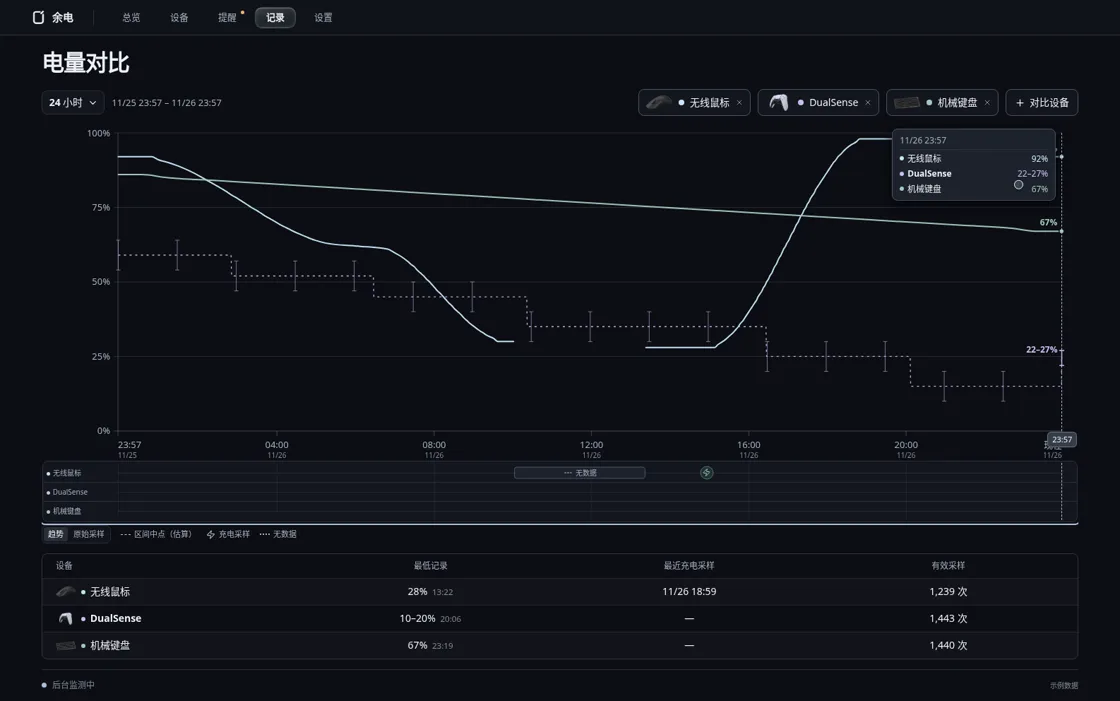 余电 总览 设备 提醒 记录 设置
电量对比
24 小时 11/25 23:57 – 11/26 23:57 无线鼠标 × DualSense × 机械键盘 × + 对比设备
100%
75%
50%
25%
0%
11/26 23:57
无线鼠标 92%
DualSense 22–27%
机械键盘 67%
67%
22–27%
23:57 04:00 08:00 12:00 16:00 20:00 23:57
11/25 11/26 11/26 11/26 11/26 11/26 11/26
无线鼠标 无数据
DualSense
机械键盘
趋势 原始采样 区间中点（估算） 充电采样 无数据
设备 最低记录 最近充电采样 有效采样
无线鼠标 28% 13:22 11/26 18:59 1,239 次
DualSense 10–20% 20:06 — 1,443 次
机械键盘 67% 23:19 — 1,440 次
后台监测中 示例数据